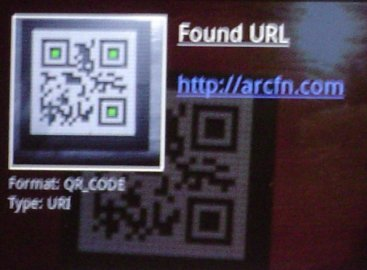 Found URL
http://arcfn.com
Format: QR_CODE
Type: URI